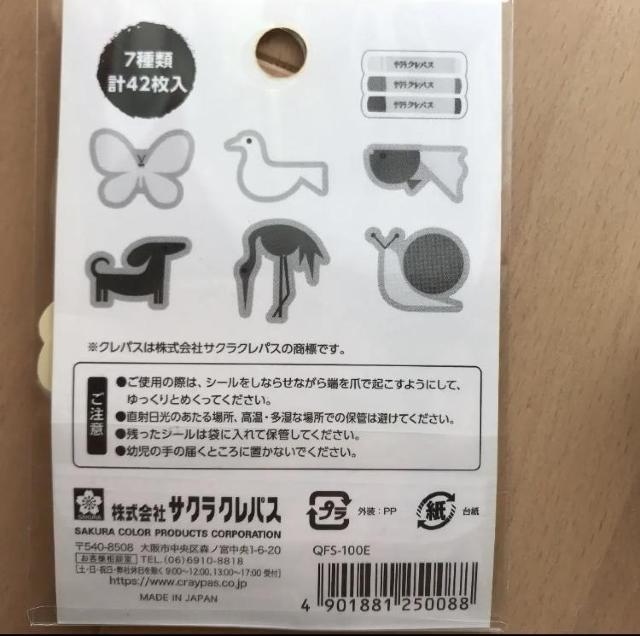 7種類
計42枚入
サクラクレパス
サクラクレパス
サクラクレパス
※クレパスは株式会社サクラクレパスの商標です。
ご注意
●ご使用の際は、シールをしならせながら端を爪で起こすようにして、
ゆっくりとめくってください。
●直射日光のあたる場所、高温・多湿な場所での保管は避けてください。
●残ったシールは袋に入れて保管してください。
●幼児の手の届くところに置かないでください。
SAKURA
株式会社サクラクレパス
SAKURA COLOR PRODUCTS CORPORATION
〒540-8508 大阪市中央区森ノ宮中央1-6-20
お客様相談室 TEL.(06)6910-8818
[土・日・祝日・弊社休日を除く 9:00~12:00、13:00~17:00 受付]
https://www.craypas.co.jp
MADE IN JAPAN
プラ
外装:PP
紙
台紙
QFS-100E
4 901881 250088